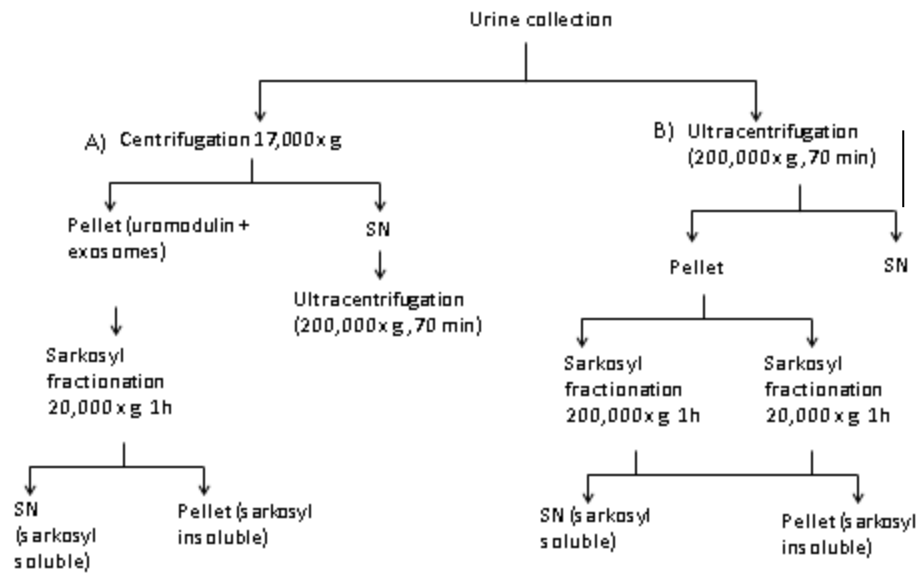 Urine collection
A) Centrifugation 17,000 x g
B) Ultracentrifugation
(200,000 x g, 70 min)
Pellet (uromodulin +
exosomes)
SN
Ultracentrifugation
(200,000 x g, 70 min)
Pellet
SN
Sarkosyl
fractionation
20,000 x g 1h
Sarkosyl
fractionation
200,000 x g 1h
Sarkosyl
fractionation
20,000 x g 1h
SN
(sarkosyl
soluble)
Pellet (sarkosyl
insoluble)
SN (sarkosyl
soluble)
Pellet (sarkosyl
insoluble)